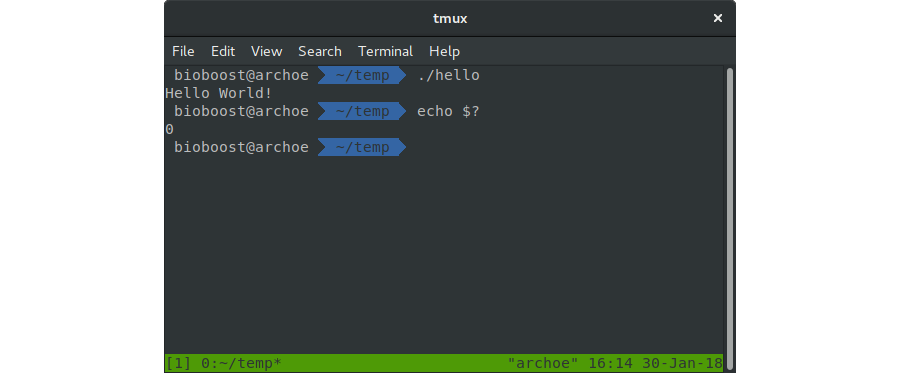 tmux ×
File Edit View Search Terminal Help
bioboost@archoe ~/temp ./hello
Hello World!
bioboost@archoe ~/temp echo $?
0
bioboost@archoe ~/temp
[1] 0:~/temp* "archoe" 16:14 30-Jan-18